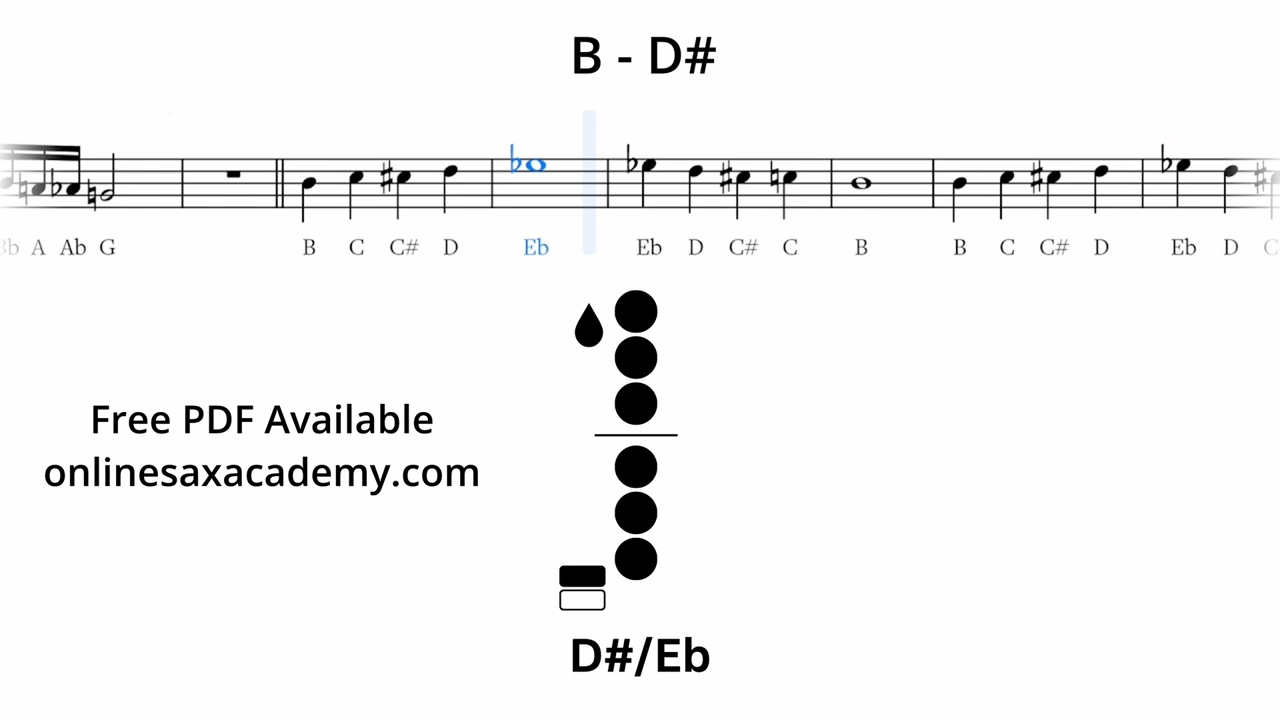 B - D#
A Ab G B C C# D Eb Eb D C# C B B C C# D Eb D
Free PDF Available
onlinesaxacademy.com
D#/Eb